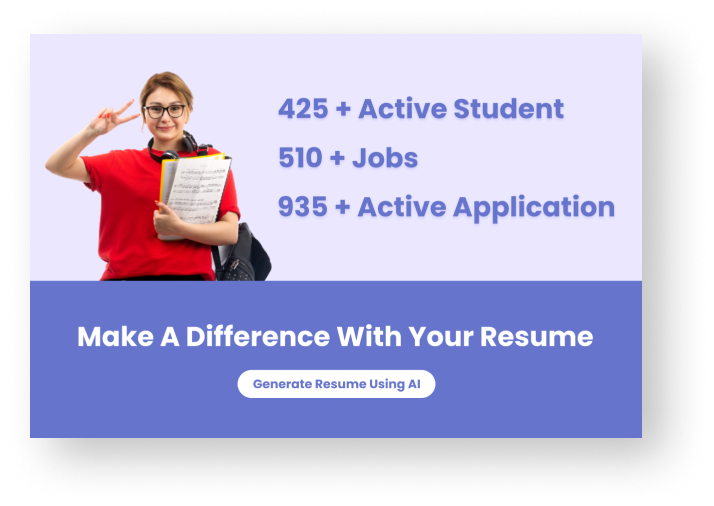 425 + Active Student
510 + Jobs
935 + Active Application
Make A Difference With Your Resume
Generate Resume Using AI